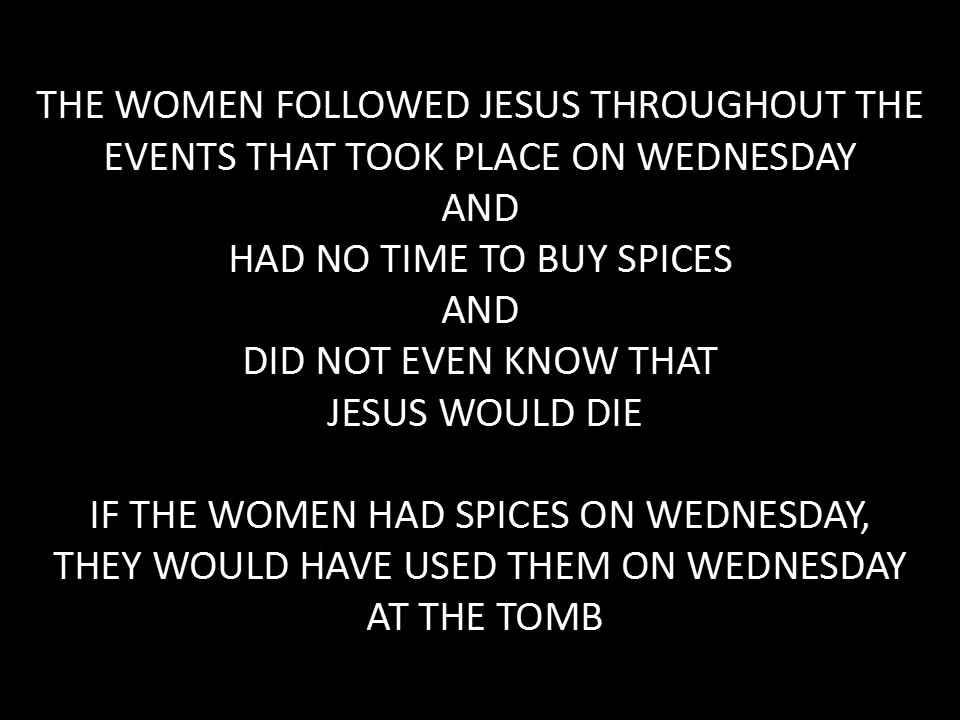 THE WOMEN FOLLOWED JESUS THROUGHOUT THE
EVENTS THAT TOOK PLACE ON WEDNESDAY
AND
HAD NO TIME TO BUY SPICES
AND
DID NOT EVEN KNOW THAT
JESUS WOULD DIE
IF THE WOMEN HAD SPICES ON WEDNESDAY,
THEY WOULD HAVE USED THEM ON WEDNESDAY
AT THE TOMB